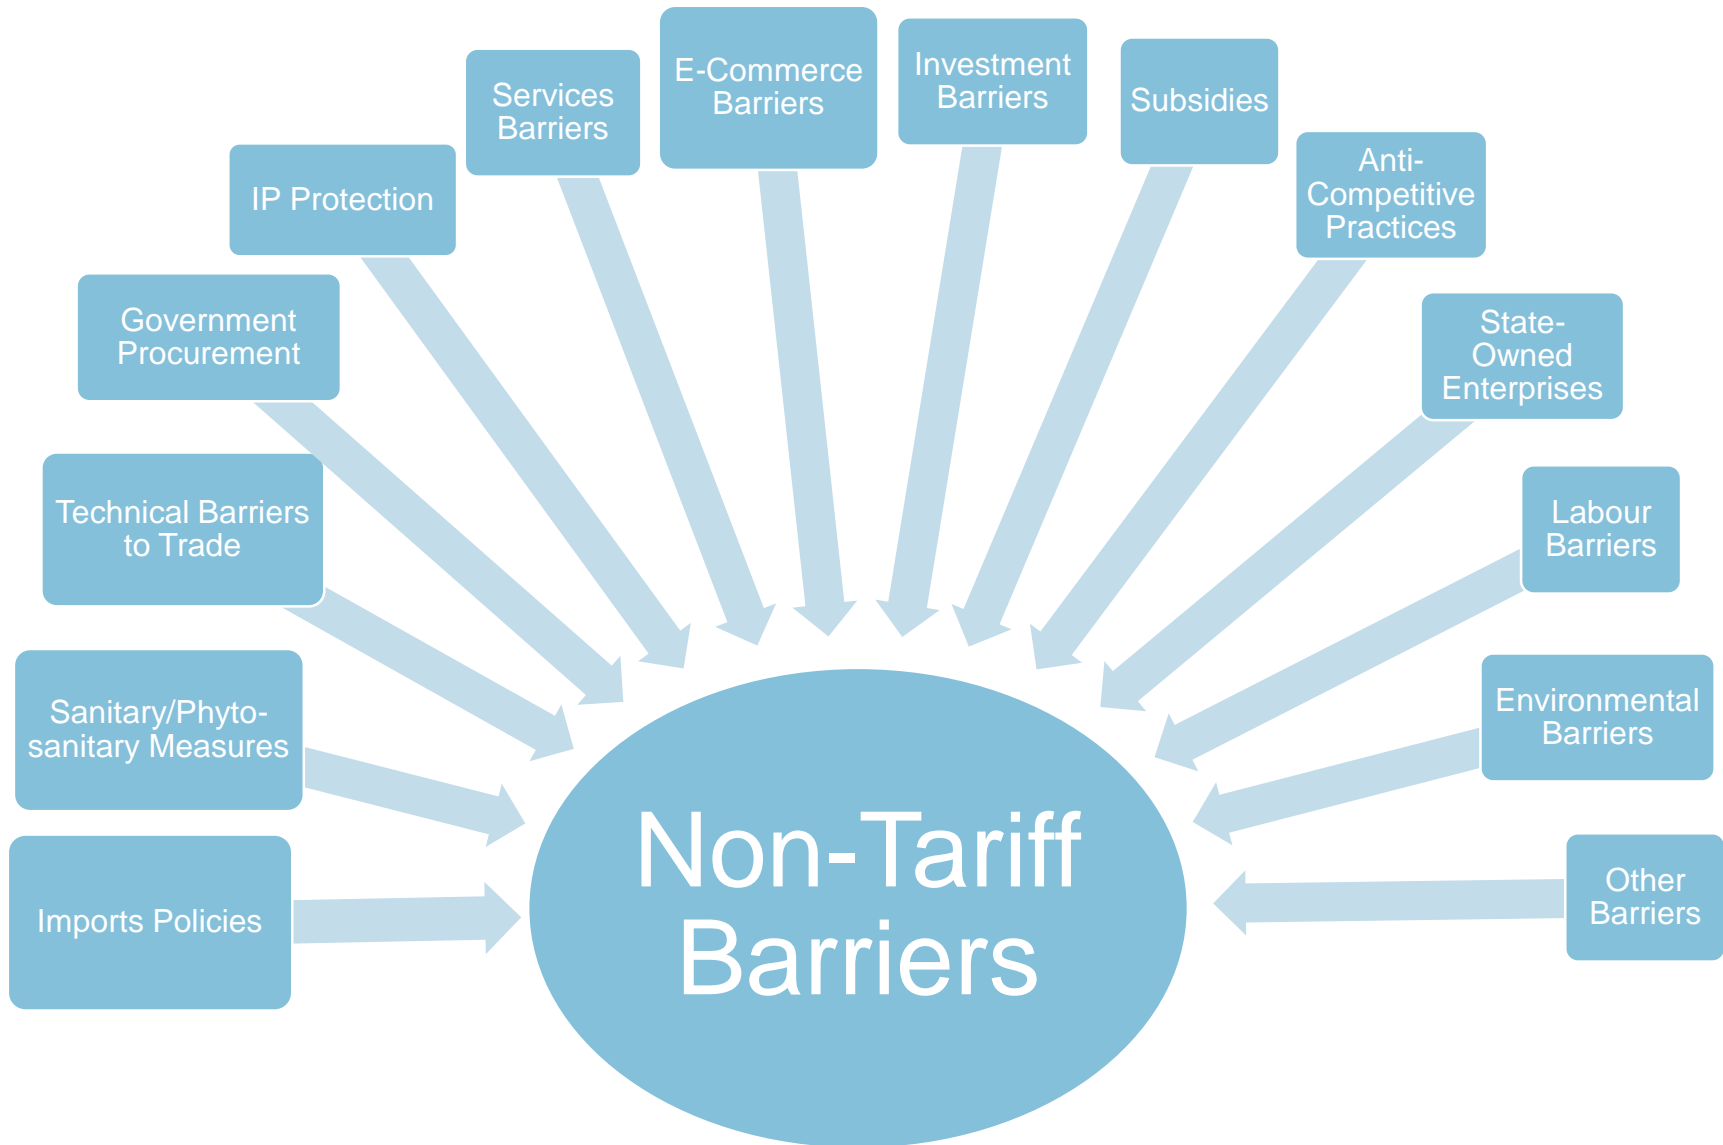 E-Commerce
Barriers
Investment
Barriers
Services
Barriers
Subsidies
Anti-
Competitive
Practices
IP Protection
Government
Procurement
State-
Owned
Enterprises
Technical Barriers
to Trade
Labour
Barriers
Sanitary/Phyto-
sanitary Measures
Environmental
Barriers
Imports Policies
Other
Barriers
Non-Tariff
Barriers